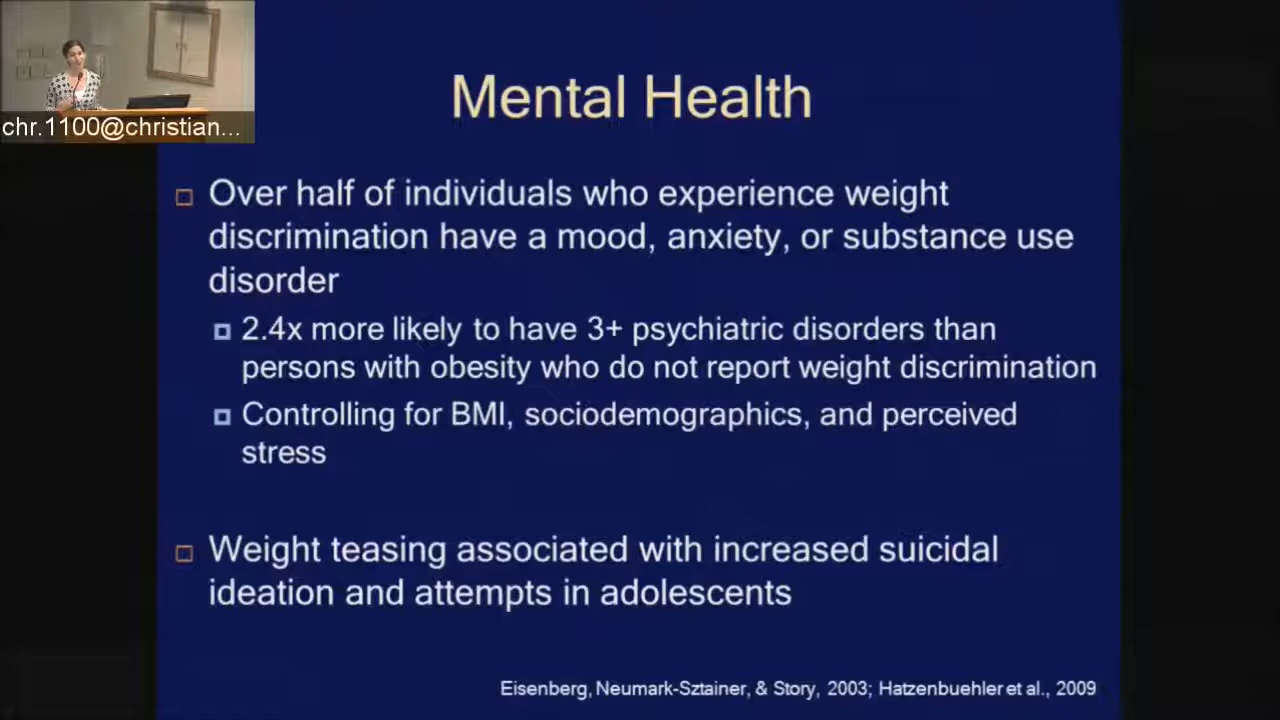 chr.1100@christian...
Mental Health
Over half of individuals who experience weight
discrimination have a mood, anxiety, or substance use
disorder
2.4x more likely to have 3+ psychiatric disorders than
persons with obesity who do not report weight discrimination
Controlling for BMI, sociodemographics, and perceived
stress
Weight teasing associated with increased suicidal
ideation and attempts in adolescents
Eisenberg, Neumark-Sztainer, & Story, 2003; Hatzenbuehler et al., 2009